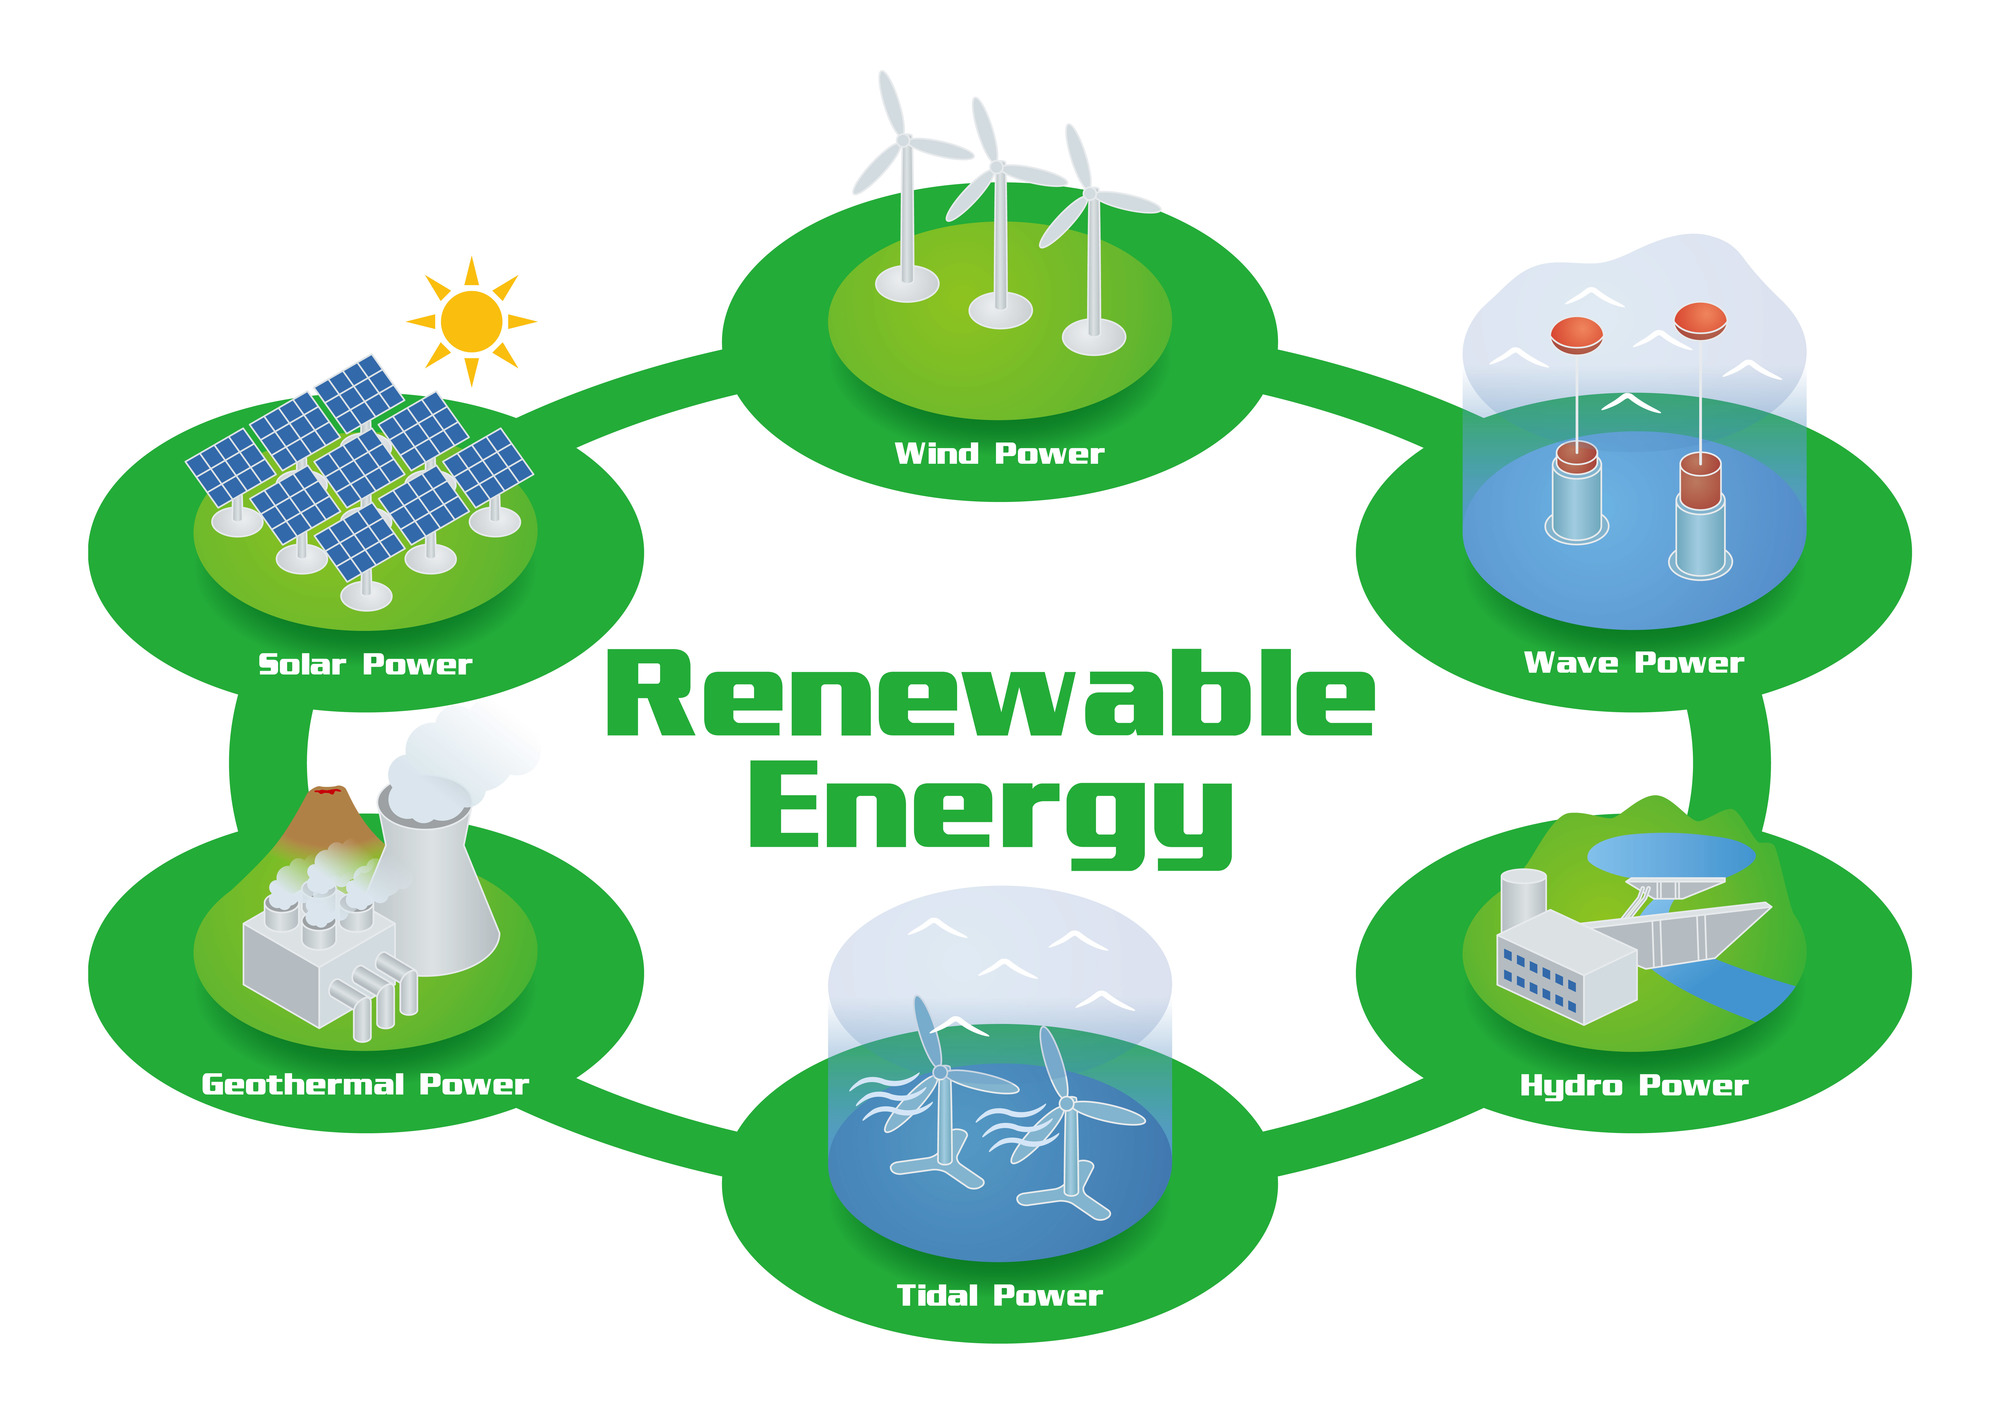 Wind Power
Solar Power
Wave Power
Renewable
Energy
Geothermal Power
Hydro Power
Tidal Power